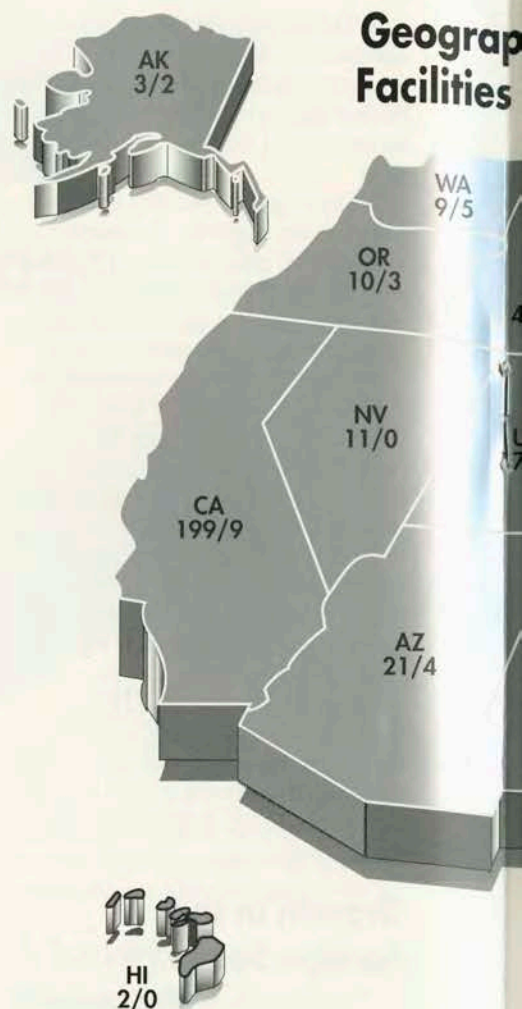 Facilities
AK
3/2
WA
9/5
OR
10/3
NV
11/0
CA
199/9
AZ
21/4
HI
2/0